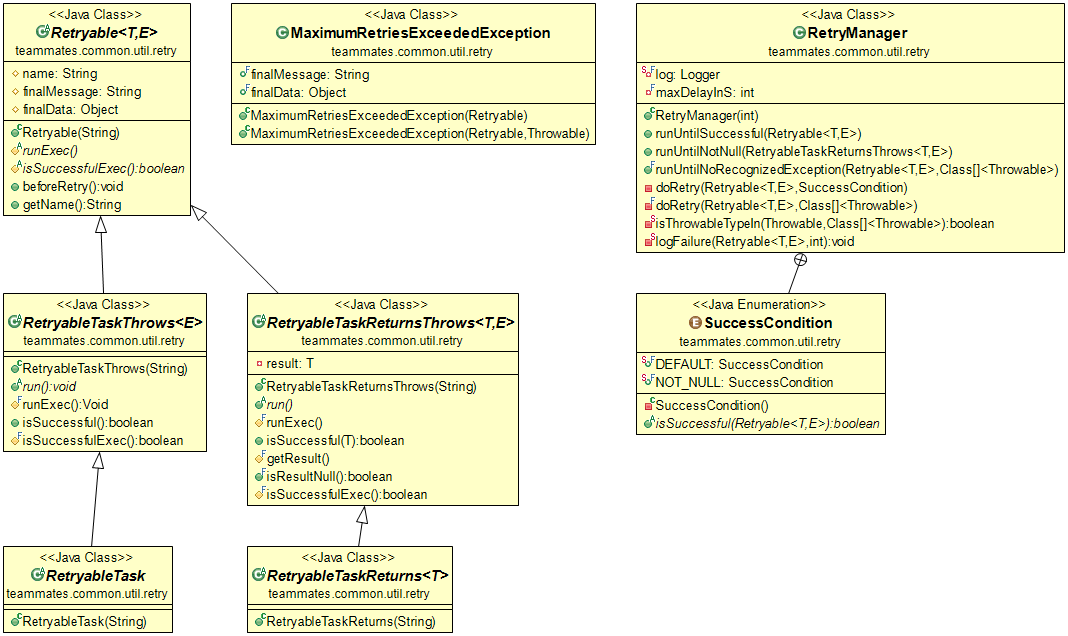 <<Java Class>>
Retryable<T,E>
teammates.common.util.retry
name: String
finalMessage: String
finalData: Object
Retryable(String)
runExec()
isSuccessfulExec():boolean
beforeRetry():void
getName():String
<<Java Class>>
MaximumRetriesExceededException
teammates.common.util.retry
finalMessage: String
finalData: Object
MaximumRetriesExceededException(Retryable)
MaximumRetriesExceededException(Retryable,Throwable)
<<Java Class>>
RetryManager
teammates.common.util.retry
log: Logger
maxDelayInS: int
RetryManager(int)
runUntilSuccessful(Retryable<T,E>)
runUntilNotNull(RetryableTaskReturnsThrows<T,E>)
runUntilNoRecognizedException(Retryable<T,E>,Class[]<Throwable>)
doRetry(Retryable<T,E>,SuccessCondition)
doRetry(Retryable<T,E>,Class[]<Throwable>)
isThrowableTypeIn(Throwable,Class[]<Throwable>):boolean
logFailure(Retryable<T,E>,int):void
<<Java Class>>
RetryableTaskThrows<E>
teammates.common.util.retry
RetryableTaskThrows(String)
run():void
runExec():Void
isSuccessful():boolean
isSuccessfulExec():boolean
<<Java Class>>
RetryableTaskReturnsThrows<T,E>
teammates.common.util.retry
result: T
RetryableTaskReturnsThrows(String)
run()
runExec()
isSuccessful(T):boolean
getResult()
isResultNull():boolean
isSuccessfulExec():boolean
<<Java Enumeration>>
SuccessCondition
teammates.common.util.retry
DEFAULT: SuccessCondition
NOT_NULL: SuccessCondition
SuccessCondition()
isSuccessful(Retryable<T,E>):boolean
<<Java Class>>
RetryableTask
teammates.common.util.retry
RetryableTask(String)
<<Java Class>>
RetryableTaskReturns<T>
teammates.common.util.retry
RetryableTaskReturns(String)